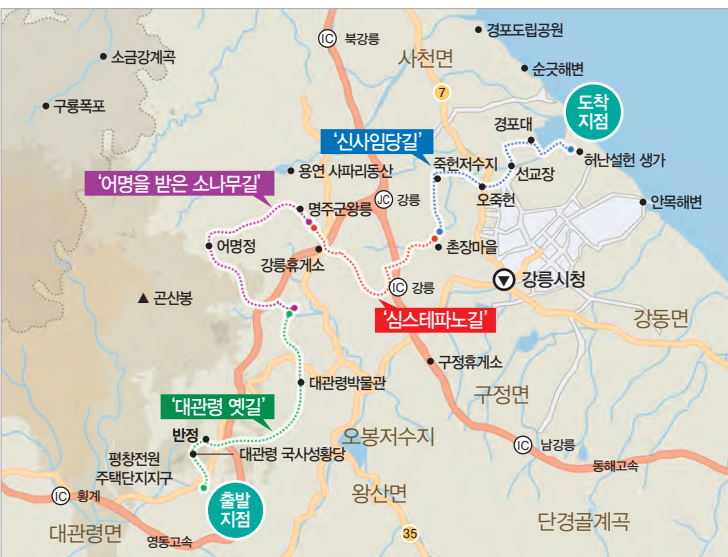 경포도립공원
IC 북강릉
소금강계곡
사천면
순긋해변
구룡폭포
7
도착
지점
경포대
'신사임당길'
죽헌저수지
허난설헌 생가
용연 사파리동산
선교장
'어명을 받은 소나무길'
오죽헌
안목해변
JC 강릉
명주군왕릉
어명정
강릉휴게소
촌장마을
강릉시청
IC 강릉
곤산봉
'심스테파노길'
강동면
구정휴게소
대관령박물관
구정면
'대관령 옛길'
반정
오봉저수지
IC 남강릉
평창전원
주택단지지구
대관령 국사성황당
동해고속
IC 횡계
출발
지점
왕산면
단경골계곡
대관령면
영동고속
35